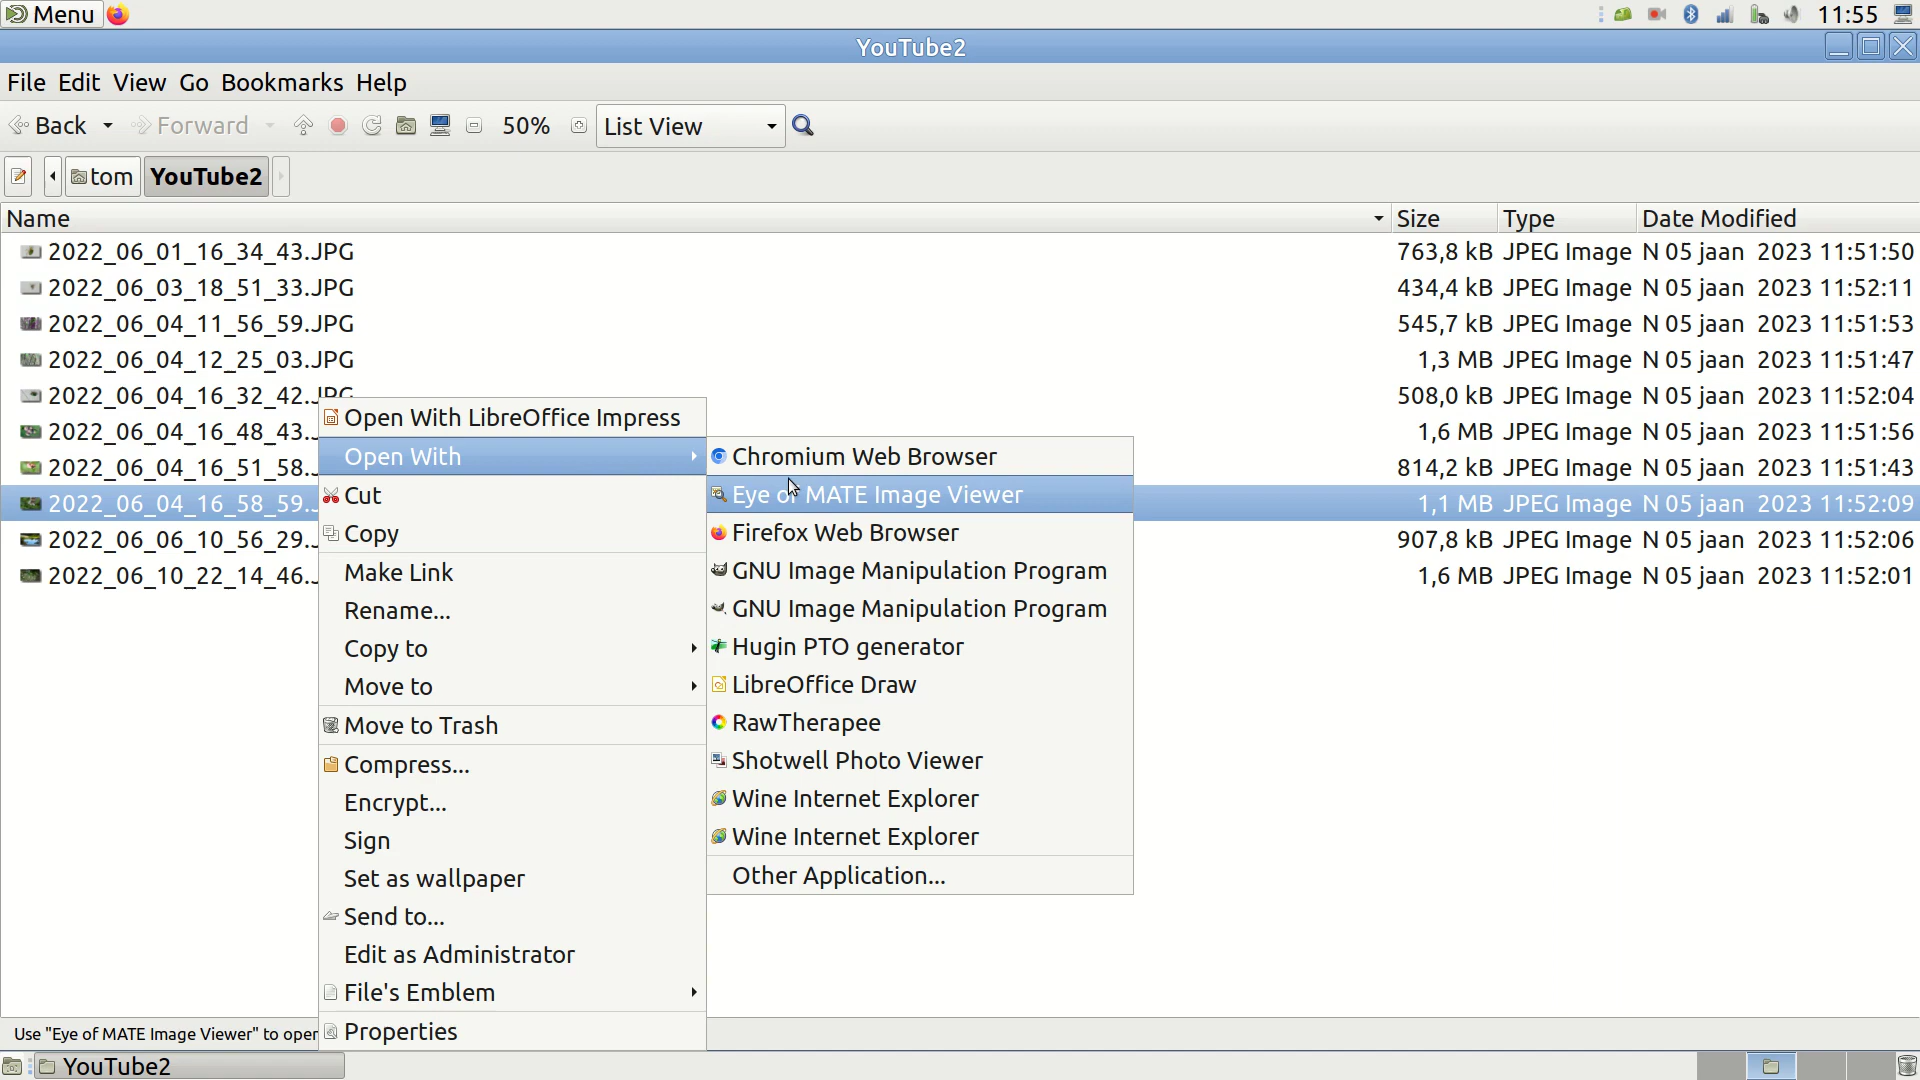 Menu 11:55
YouTube2
File Edit View Go Bookmarks Help
Back Forward 50% List View
tom YouTube2
Name Size Type Date Modified
2022_06_01_16_34_43.JPG 763,8 kB JPEG Image N 05 jaan 2023 11:51:50
2022_06_03_18_51_33.JPG 434,4 kB JPEG Image N 05 jaan 2023 11:52:11
2022_06_04_11_56_59.JPG 545,7 kB JPEG Image N 05 jaan 2023 11:51:53
2022_06_04_12_25_03.JPG 1,3 MB JPEG Image N 05 jaan 2023 11:51:47
2022_06_04_16_32_42.JPG 508,0 kB JPEG Image N 05 jaan 2023 11:52:04
2022_06_04_16_48_43. 1,6 MB JPEG Image N 05 jaan 2023 11:51:56
2022_06_04_16_51_58. 814,2 kB JPEG Image N 05 jaan 2023 11:51:43
2022_06_04_16_58_59. 1,1 MB JPEG Image N 05 jaan 2023 11:52:09
2022_06_06_10_56_29. 907,8 kB JPEG Image N 05 jaan 2023 11:52:06
2022_06_10_22_14_46. 1,6 MB JPEG Image N 05 jaan 2023 11:52:01
Open With LibreOffice Impress
Open With
Cut
Copy
Make Link
Rename...
Copy to
Move to
Move to Trash
Compress...
Encrypt...
Sign
Set as wallpaper
Send to...
Edit as Administrator
File's Emblem
Properties
Chromium Web Browser
Eye of MATE Image Viewer
Firefox Web Browser
GNU Image Manipulation Program
GNU Image Manipulation Program
Hugin PTO generator
LibreOffice Draw
RawTherapee
Shotwell Photo Viewer
Wine Internet Explorer
Wine Internet Explorer
Other Application...
Use "Eye of MATE Image Viewer" to open
YouTube2